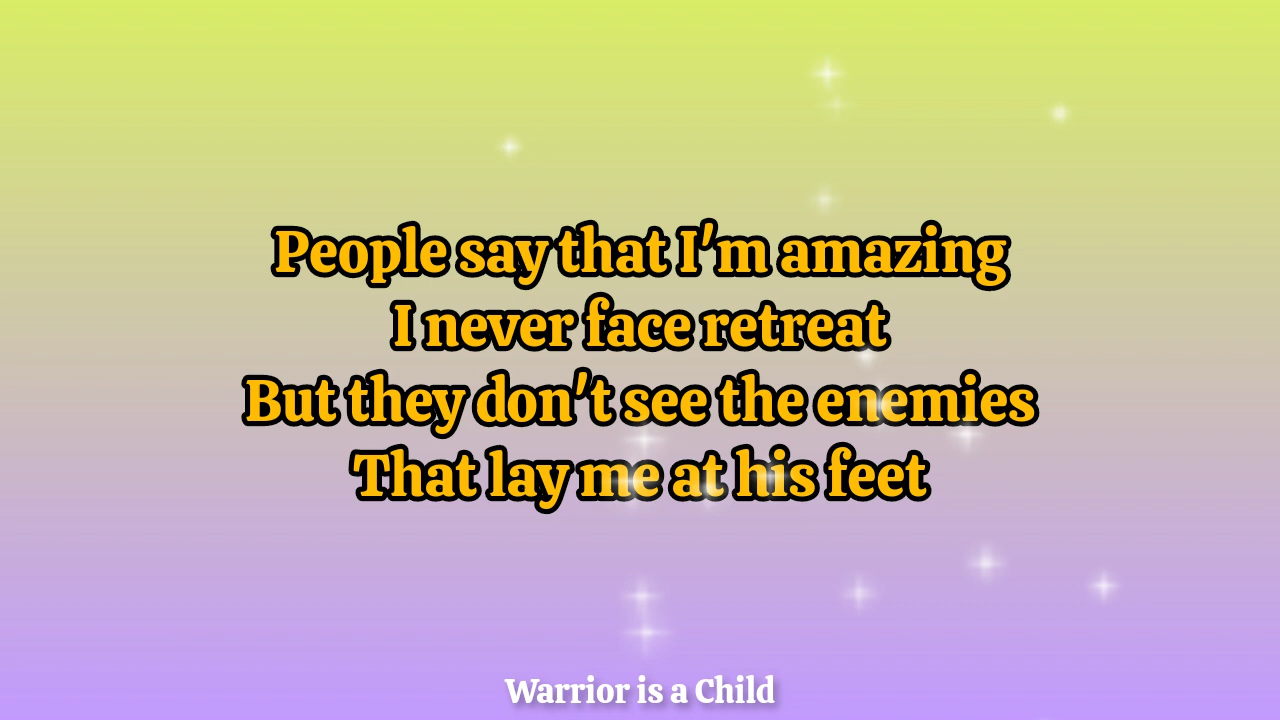 People say that I'm amazing
I never face retreat
But they don't see the enemies
That lay me at his feet
Warrior is a Child